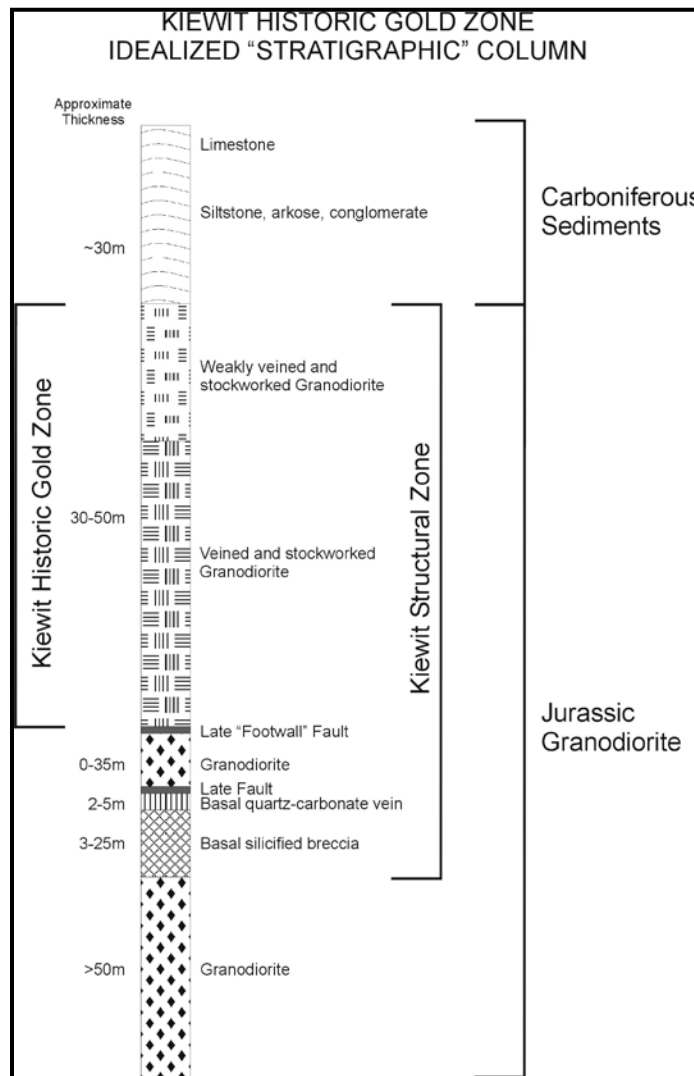 KIEWIT HISTORIC GOLD ZONE
IDEALIZED “STRATIGRAPHIC” COLUMN
Approximate
Thickness
Limestone
Siltstone, arkose, conglomerate
~30m
Carboniferous
Sediments
Weakly veined and
stockworked Granodiorite
Kiewit Historic Gold Zone
30-50m
Veined and stockworked
Granodiorite
Kiewit Structural Zone
Late “Footwall” Fault
0-35m
Granodiorite
Late Fault
2-5m
Basal quartz-carbonate vein
3-25m
Basal silicified breccia
Jurassic
Granodiorite
>50m
Granodiorite